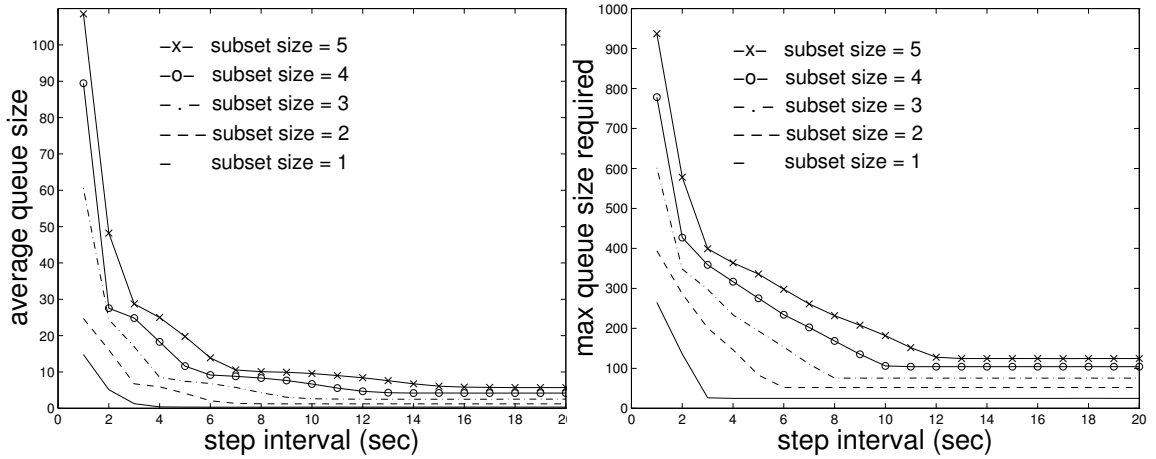 average queue size
100
90
80
70
60
50
40
30
20
10
0
–x– subset size = 5
–o– subset size = 4
– · – subset size = 3
– – – subset size = 2
– subset size = 1
0 2 4 6 8 10 12 14 16 18 20
step interval (sec)
max queue size required
1000
900
800
700
600
500
400
300
200
100
0
–x– subset size = 5
–o– subset size = 4
– · – subset size = 3
– – – subset size = 2
– subset size = 1
0 2 4 6 8 10 12 14 16 18 20
step interval (sec)